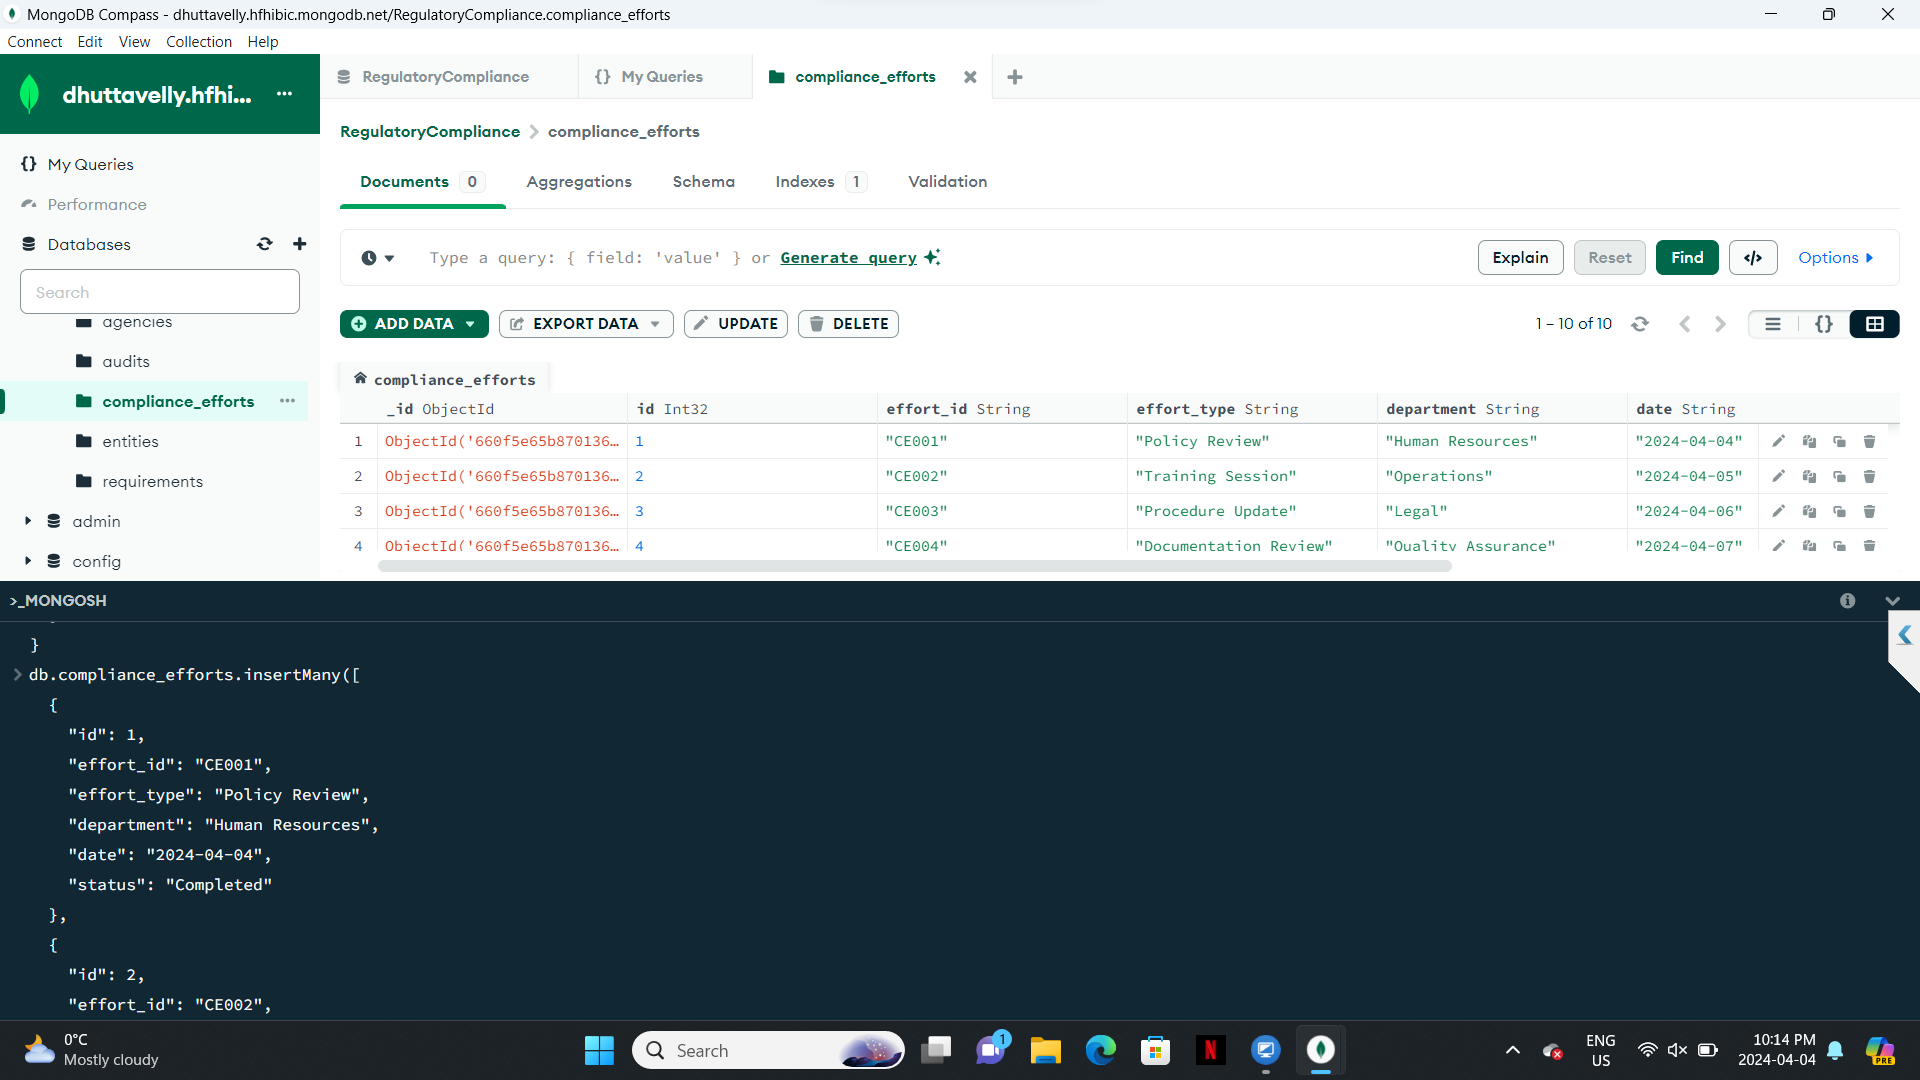 MongoDB Compass - dhuttavelly.hfhibic.mongodb.net/RegulatoryCompliance.compliance_efforts
Connect Edit View Collection Help
dhuttavelly.hfhi...
RegulatoryCompliance
{} My Queries
compliance_efforts
RegulatoryCompliance > compliance_efforts
{} My Queries
Performance
Databases
Search
agencies
audits
compliance_efforts
entities
requirements
admin
config
Documents 0 Aggregations Schema Indexes 1 Validation
Type a query: { field: 'value' } or Generate query
Explain Reset Find </> Options
ADD DATA EXPORT DATA UPDATE DELETE
1 – 10 of 10 {}
compliance_efforts
_id ObjectId id Int32 effort_id String effort_type String department String date String
1 ObjectId('660f5e65b870136… 1 "CE001" "Policy Review" "Human Resources" "2024-04-04"
2 ObjectId('660f5e65b870136… 2 "CE002" "Training Session" "Operations" "2024-04-05"
3 ObjectId('660f5e65b870136… 3 "CE003" "Procedure Update" "Legal" "2024-04-06"
4 ObjectId('660f5e65b870136… 4 "CE004" "Documentation Review" "Quality Assurance" "2024-04-07"
>_MONGOSH
}
> db.compliance_efforts.insertMany([
{
"id": 1,
"effort_id": "CE001",
"effort_type": "Policy Review",
"department": "Human Resources",
"date": "2024-04-04",
"status": "Completed"
},
{
"id": 2,
"effort_id": "CE002",
0°C
Mostly cloudy
Search
1
N
ENG
US
10:14 PM
2024-04-04
PRE